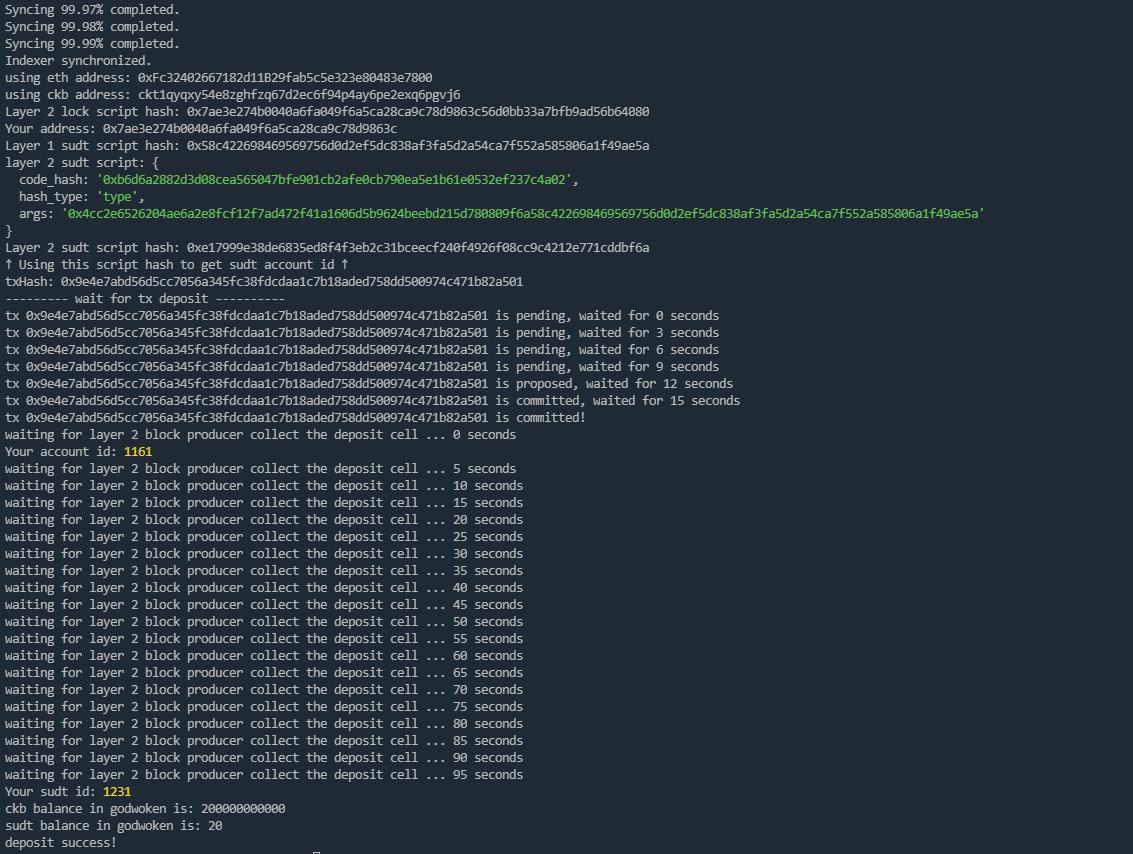 Syncing 99.97% completed.
Syncing 99.98% completed.
Syncing 99.99% completed.
Indexer synchronized.
using eth address: 0xFc32402667182d11B29fab5c5e323e80483e7800
using ckb address: ckt1qyqxy54e8zghfzq67d2ec6f94p4ay6pe2exq6pgvj6
Layer 2 lock script hash: 0x7ae3e274b0040a6fa049f6a5ca28ca9c78d9863c56d0bb33a7bfb9ad56b64080
Your address: 0x7ae3e274b0040a6fa049f6a5ca28ca9c78d9863c
Layer 1 sudt script hash: 0x58c422698469569756d0d2ef5dc838af3fa5d2a54ca7f552a585806a1f49ae5a
layer 2 sudt script: {
  code_hash: '0xb6d6a2882d3d08cea565047bfe901cb2afe0cb790ea5e1b61e0532ef237c4a02',
  hash_type: 'type',
  args: '0x4cc2e6526204ae6a2e8fcf12f7ad472f41a1606d5b9624beebd215d780809f6a58c422698469569756d0d2ef5dc838af3fa5d2a54ca7f552a585806a1f49ae5a'
}
Layer 2 sudt script hash: 0xe17999e38de6835ed8f4f3eb2c31bceecf240f4926f08cc9c4212e771cddbf6a
↑ Using this script hash to get sudt account id ↑
txHash: 0x9e4e7abd56d5cc7056a345fc38fdcdaa1c7b18aded758dd500974c471b82a501
--------- wait for tx deposit ----------
tx 0x9e4e7abd56d5cc7056a345fc38fdcdaa1c7b18aded758dd500974c471b82a501 is pending, waited for 0 seconds
tx 0x9e4e7abd56d5cc7056a345fc38fdcdaa1c7b18aded758dd500974c471b82a501 is pending, waited for 3 seconds
tx 0x9e4e7abd56d5cc7056a345fc38fdcdaa1c7b18aded758dd500974c471b82a501 is pending, waited for 6 seconds
tx 0x9e4e7abd56d5cc7056a345fc38fdcdaa1c7b18aded758dd500974c471b82a501 is pending, waited for 9 seconds
tx 0x9e4e7abd56d5cc7056a345fc38fdcdaa1c7b18aded758dd500974c471b82a501 is proposed, waited for 12 seconds
tx 0x9e4e7abd56d5cc7056a345fc38fdcdaa1c7b18aded758dd500974c471b82a501 is committed, waited for 15 seconds
tx 0x9e4e7abd56d5cc7056a345fc38fdcdaa1c7b18aded758dd500974c471b82a501 is committed!
waiting for layer 2 block producer collect the deposit cell ... 0 seconds
Your account id: 1161
waiting for layer 2 block producer collect the deposit cell ... 5 seconds
waiting for layer 2 block producer collect the deposit cell ... 10 seconds
waiting for layer 2 block producer collect the deposit cell ... 15 seconds
waiting for layer 2 block producer collect the deposit cell ... 20 seconds
waiting for layer 2 block producer collect the deposit cell ... 25 seconds
waiting for layer 2 block producer collect the deposit cell ... 30 seconds
waiting for layer 2 block producer collect the deposit cell ... 35 seconds
waiting for layer 2 block producer collect the deposit cell ... 40 seconds
waiting for layer 2 block producer collect the deposit cell ... 45 seconds
waiting for layer 2 block producer collect the deposit cell ... 50 seconds
waiting for layer 2 block producer collect the deposit cell ... 55 seconds
waiting for layer 2 block producer collect the deposit cell ... 60 seconds
waiting for layer 2 block producer collect the deposit cell ... 65 seconds
waiting for layer 2 block producer collect the deposit cell ... 70 seconds
waiting for layer 2 block producer collect the deposit cell ... 75 seconds
waiting for layer 2 block producer collect the deposit cell ... 80 seconds
waiting for layer 2 block producer collect the deposit cell ... 85 seconds
waiting for layer 2 block producer collect the deposit cell ... 90 seconds
waiting for layer 2 block producer collect the deposit cell ... 95 seconds
Your sudt id: 1231
ckb balance in godwoken is: 200000000000
sudt balance in godwoken is: 20
deposit success!